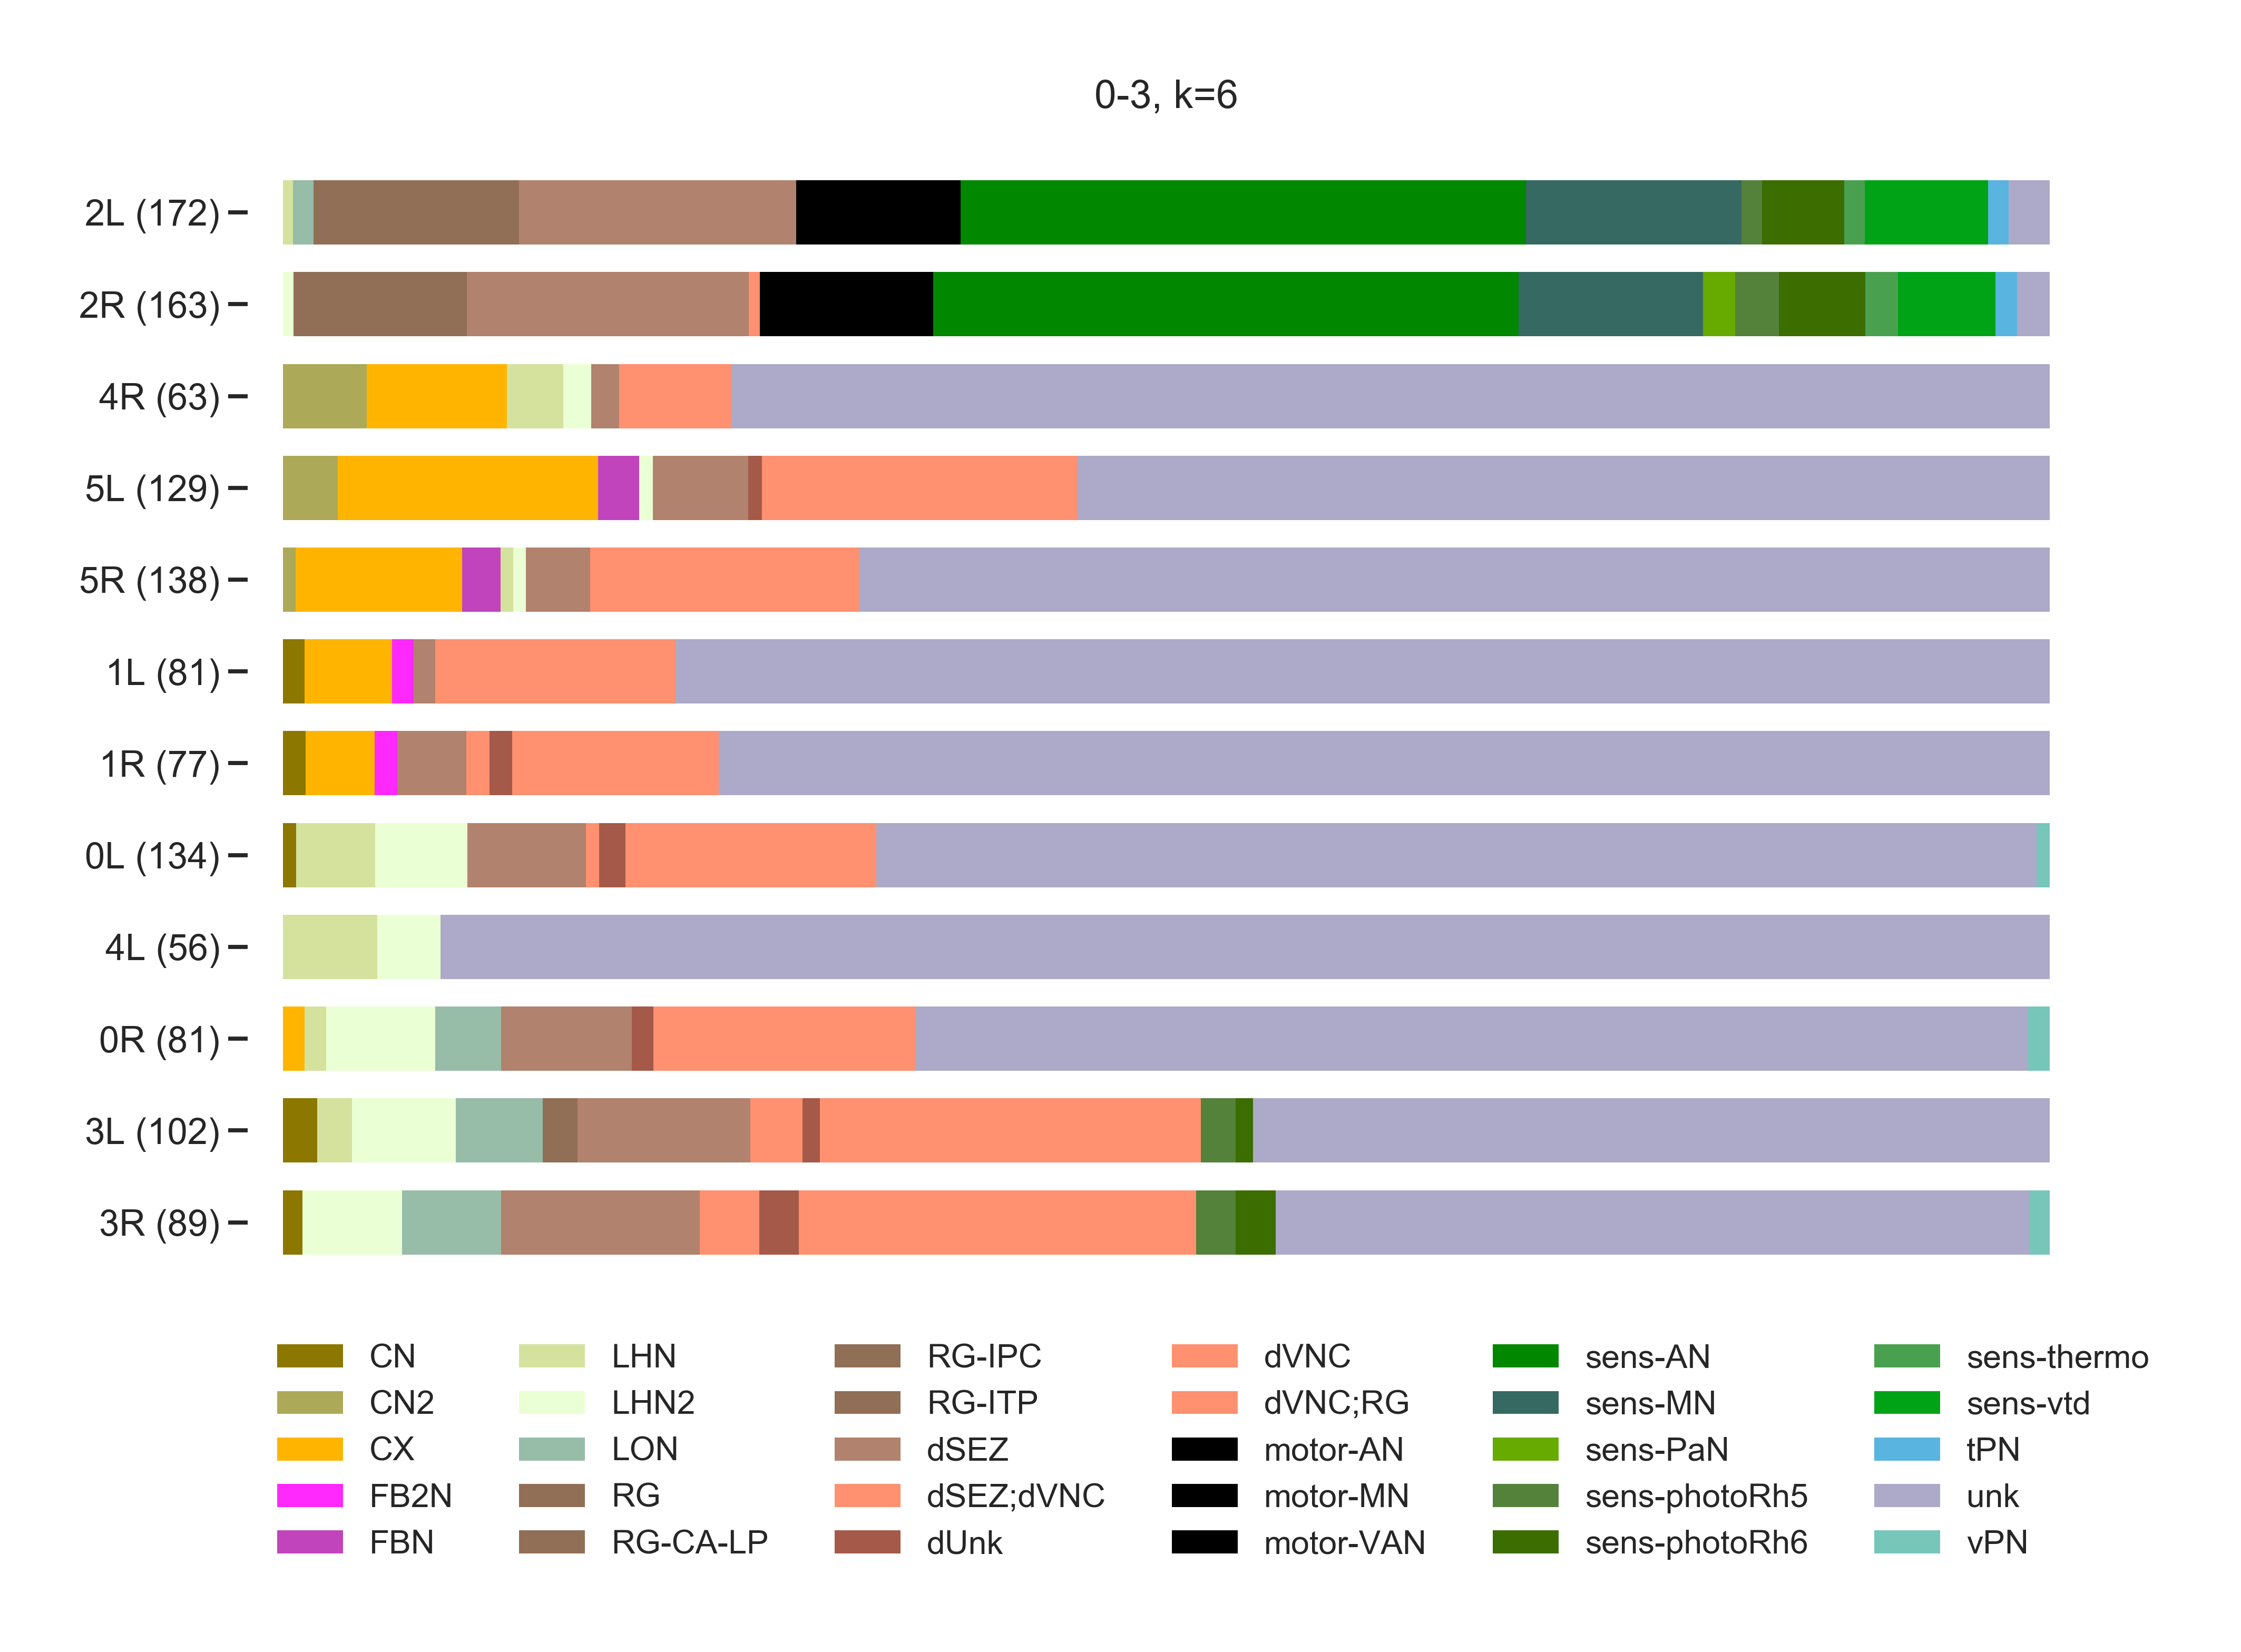 0-3, k=6
2L (172)
2R (163)
4R (63)
5L (129)
5R (138)
1L (81)
1R (77)
0L (134)
4L (56)
0R (81)
3L (102)
3R (89)
CN LHN RG-IPC dVNC sens-AN sens-thermo
CN2 LHN2 RG-ITP dVNC;RG sens-MN sens-vtd
CX LON dSEZ motor-AN sens-PaN tPN
FB2N RG dSEZ;dVNC motor-MN sens-photoRh5 unk
FBN RG-CA-LP dUnk motor-VAN sens-photoRh6 vPN